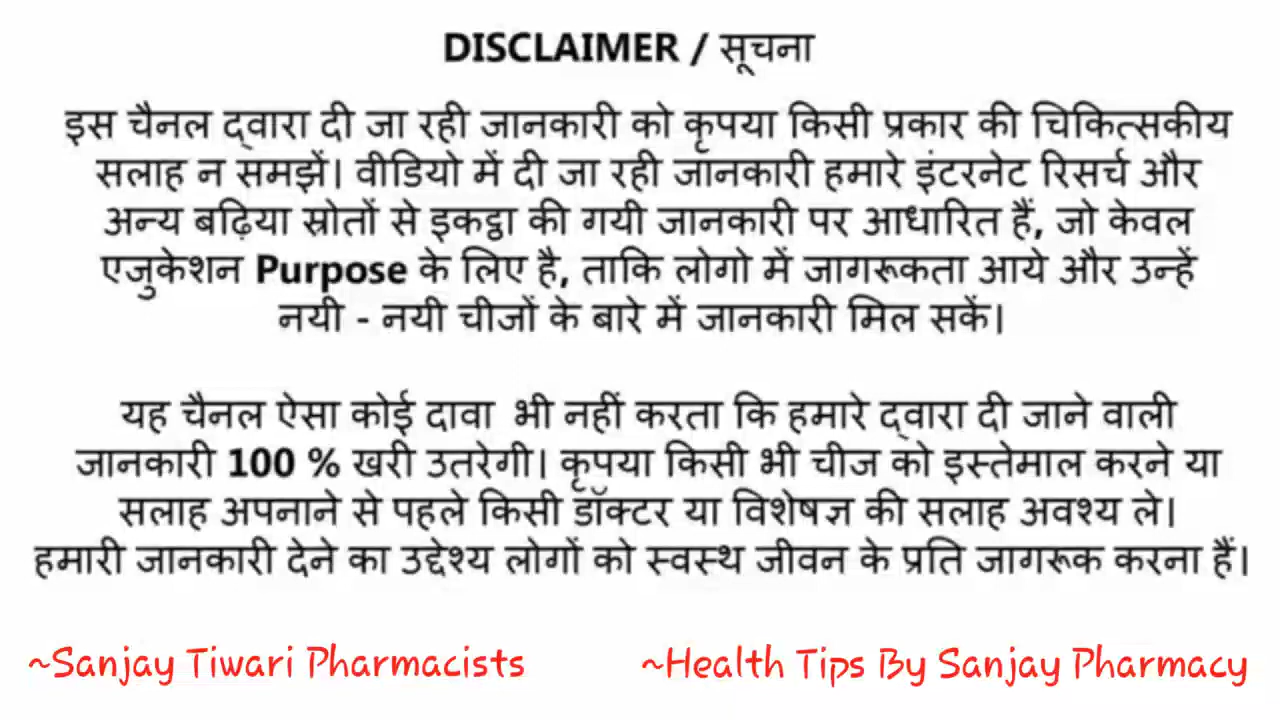 DISCLAIMER / सूचना
इस चैनल द्वारा दी जा रही जानकारी को कृपया किसी प्रकार की चिकित्सकीय
सलाह न समझें। वीडियो में दी जा रही जानकारी हमारे इंटरनेट रिसर्च और
अन्य बढ़िया स्रोतों से इकट्ठा की गयी जानकारी पर आधारित हैं, जो केवल
एजुकेशन Purpose के लिए है, ताकि लोगो में जागरूकता आये और उन्हें
नयी - नयी चीजों के बारे में जानकारी मिल सकें।
यह चैनल ऐसा कोई दावा भी नहीं करता कि हमारे द्वारा दी जाने वाली
जानकारी 100 % खरी उतरेगी। कृपया किसी भी चीज को इस्तेमाल करने या
सलाह अपनाने से पहले किसी डॉक्टर या विशेषज्ञ की सलाह अवश्य ले।
हमारी जानकारी देने का उद्देश्य लोगों को स्वस्थ जीवन के प्रति जागरूक करना हैं।
~Sanjay Tiwari Pharmacists ~Health Tips By Sanjay Pharmacy